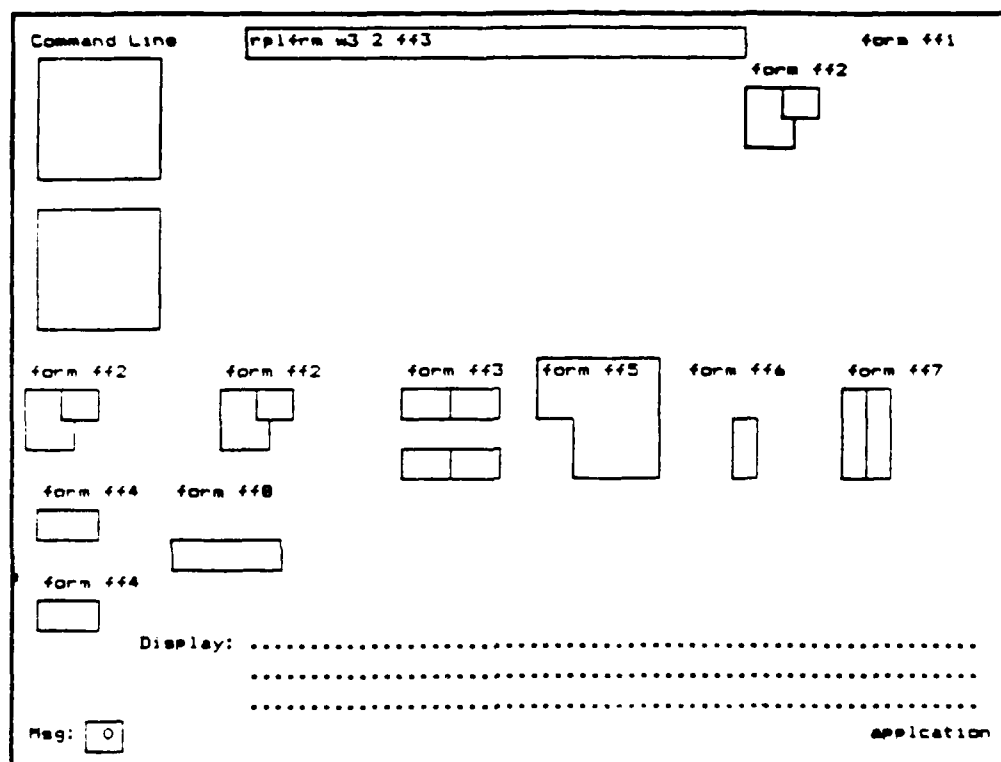 Command Line rplfrm w3 2 ff3 form ff1
form ff2
form ff2 form ff2 form ff3 form ff5 form ff6 form ff7
form ff4 form ff8
form ff4
Display: ..................................................
..................................................
..................................................
Msg: 0 applcation